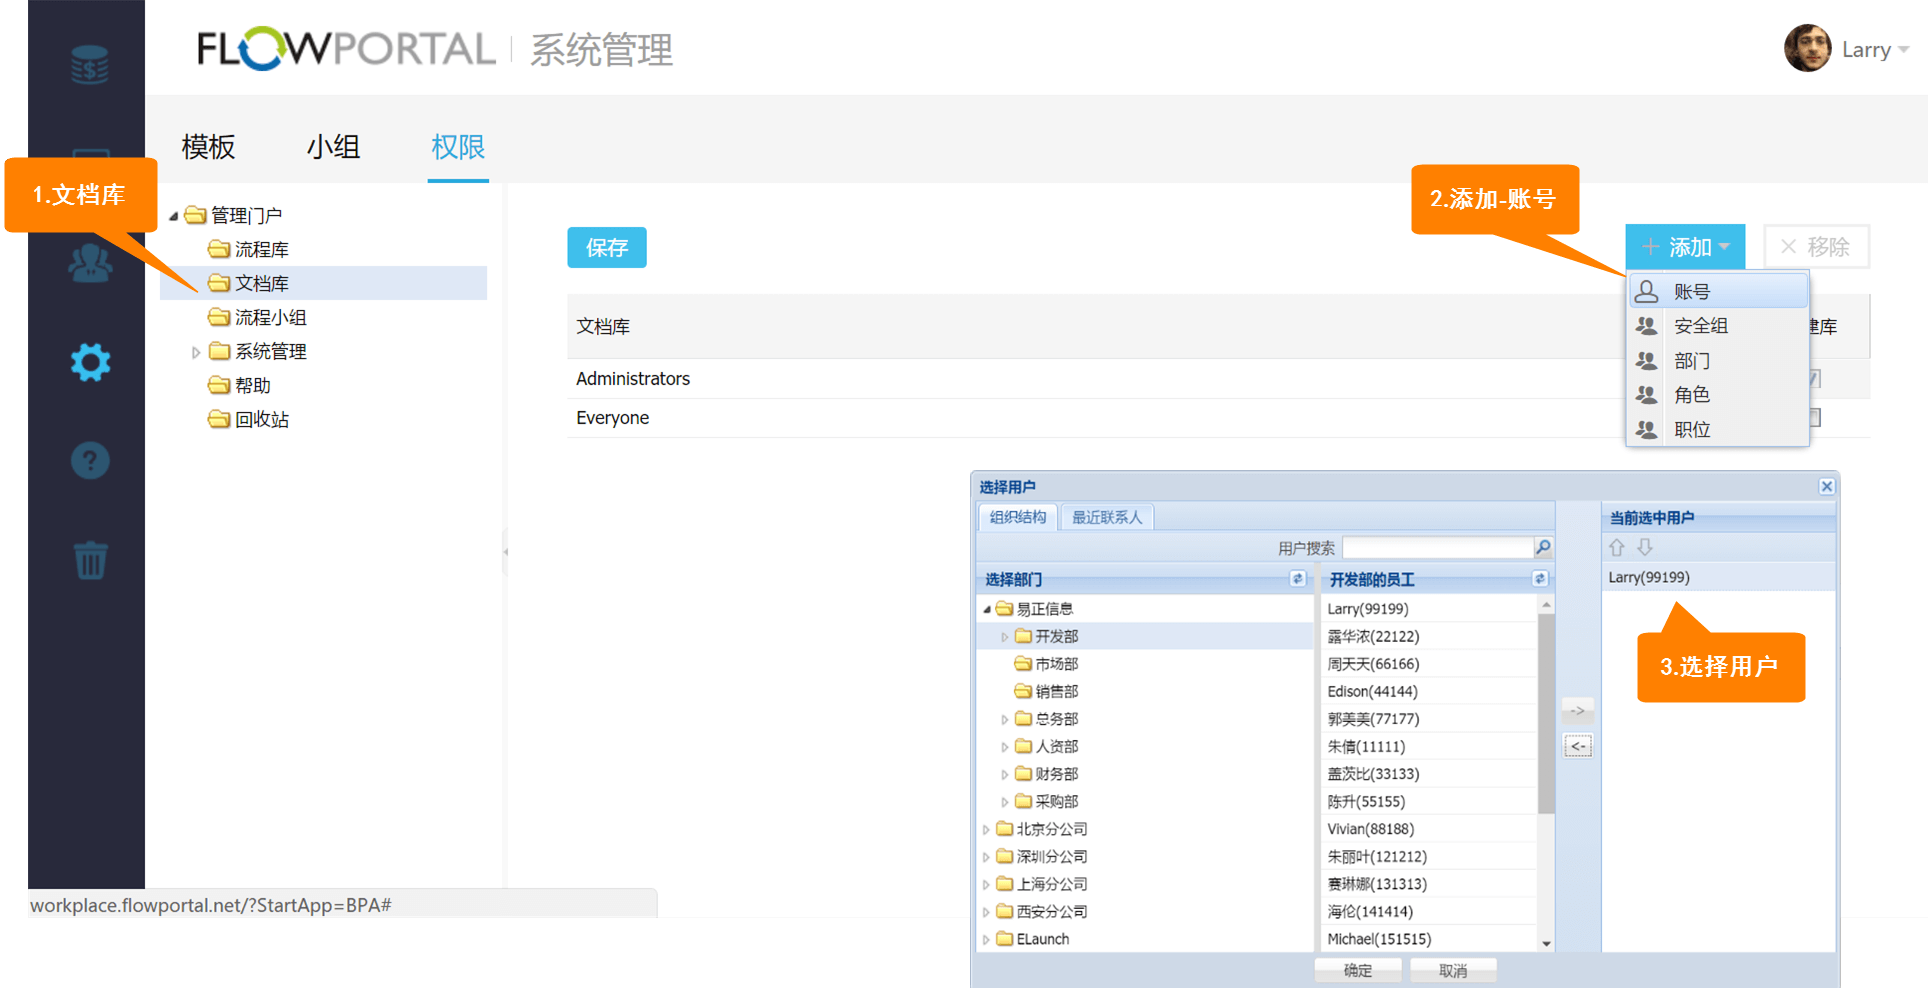 FLOWPORTAL 系统管理
Larry
模板 小组 权限
1.文档库
2.添加-账号
管理门户
流程库
文档库
流程小组
系统管理
帮助
回收站
保存
添加
移除
账号
安全组
部门
角色
职位
文档库
建库
Administrators
Everyone
选择用户
组织结构 最近联系人
用户搜索
选择部门
易正信息
开发部
市场部
销售部
总务部
人资部
财务部
采购部
北京分公司
深圳分公司
上海分公司
西安分公司
ELaunch
开发部的员工
Larry(99199)
露华浓(22122)
周天天(66166)
Edison(44144)
郭美美(77177)
朱倩(11111)
盖茨比(33133)
陈升(55155)
Vivian(88188)
朱丽叶(121212)
赛琳娜(131313)
海伦(141414)
Michael(151515)
->
<-
当前选中用户
Larry(99199)
3.选择用户
确定 取消
workplace.flowportal.net/?StartApp=BPA#